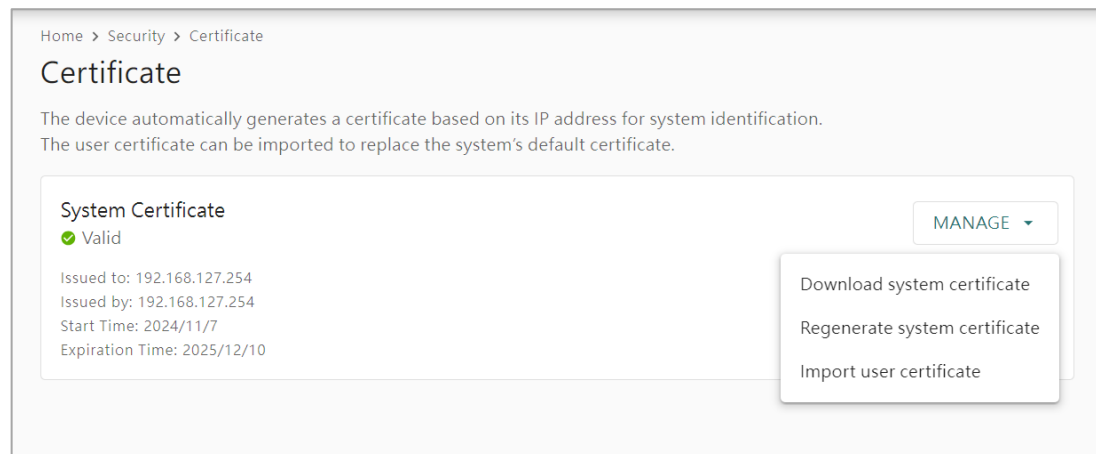 Home > Security > Certificate
Certificate
The device automatically generates a certificate based on its IP address for system identification.
The user certificate can be imported to replace the system's default certificate.
System Certificate
Valid
MANAGE
Issued to: 192.168.127.254
Issued by: 192.168.127.254
Start Time: 2024/11/7
Expiration Time: 2025/12/10
Download system certificate
Regenerate system certificate
Import user certificate